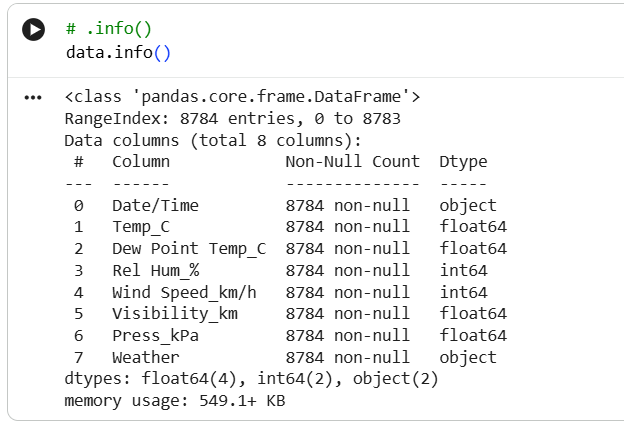 # .info()
data.info()
<class 'pandas.core.frame.DataFrame'>
RangeIndex: 8784 entries, 0 to 8783
Data columns (total 8 columns):
 #   Column            Non-Null Count  Dtype
---  ------            --------------  -----
 0   Date/Time         8784 non-null   object
 1   Temp_C            8784 non-null   float64
 2   Dew Point Temp_C  8784 non-null   float64
 3   Rel Hum_%         8784 non-null   int64
 4   Wind Speed_km/h   8784 non-null   int64
 5   Visibility_km     8784 non-null   float64
 6   Press_kPa         8784 non-null   float64
 7   Weather           8784 non-null   object
dtypes: float64(4), int64(2), object(2)
memory usage: 549.1+ KB